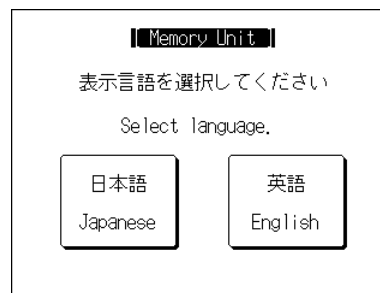 Memory Unit
表示言語を選択してください
Select language.
日本語
Japanese
英語
English